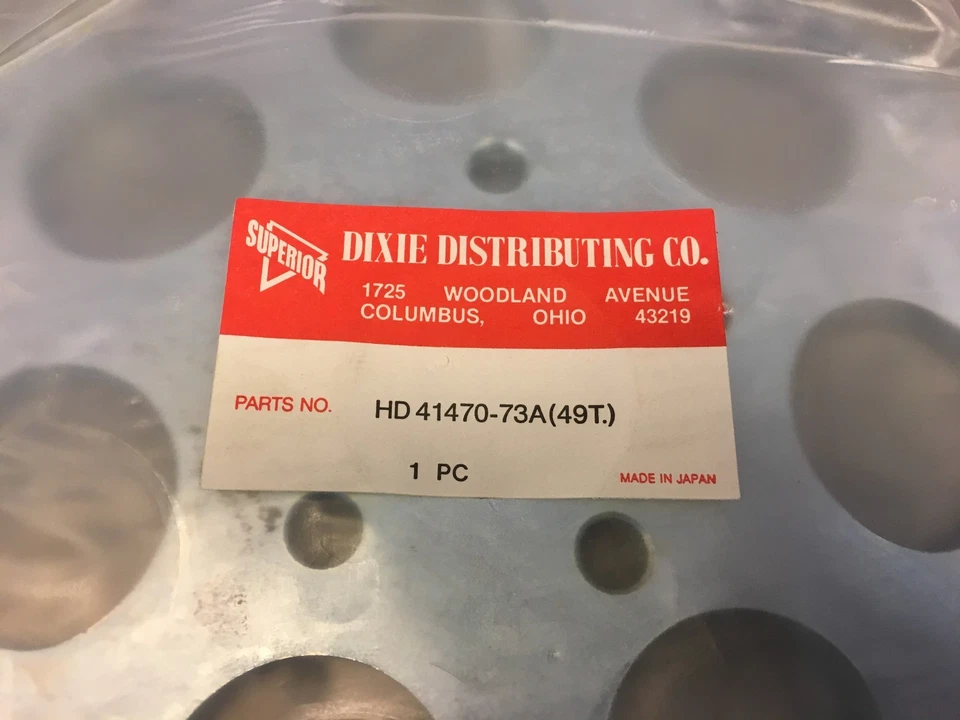 SUPERIOR
DIXIE DISTRIBUTING CO.
1725 WOODLAND AVENUE
COLUMBUS, OHIO 43219
PARTS NO. HD 41470-73A(49T.)
1 PC
MADE IN JAPAN